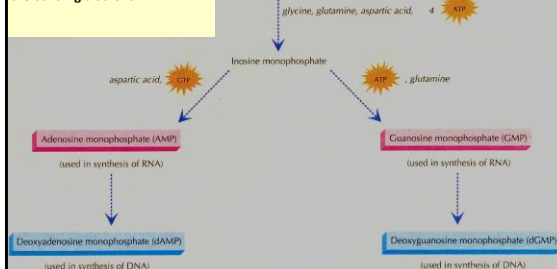 glycine, glutamine, aspartic acid, 4 ATP
Inosine monophosphate
aspartic acid, GTP
ATP , glutamine
Adenosine monophosphate (AMP)
Guanosine monophosphate (GMP)
(used in synthesis of RNA)
(used in synthesis of RNA)
Deoxyadenosine monophosphate (dAMP)
Deoxyguanosine monophosphate (dGMP)
(used in synthesis of DNA)
(used in synthesis of DNA)